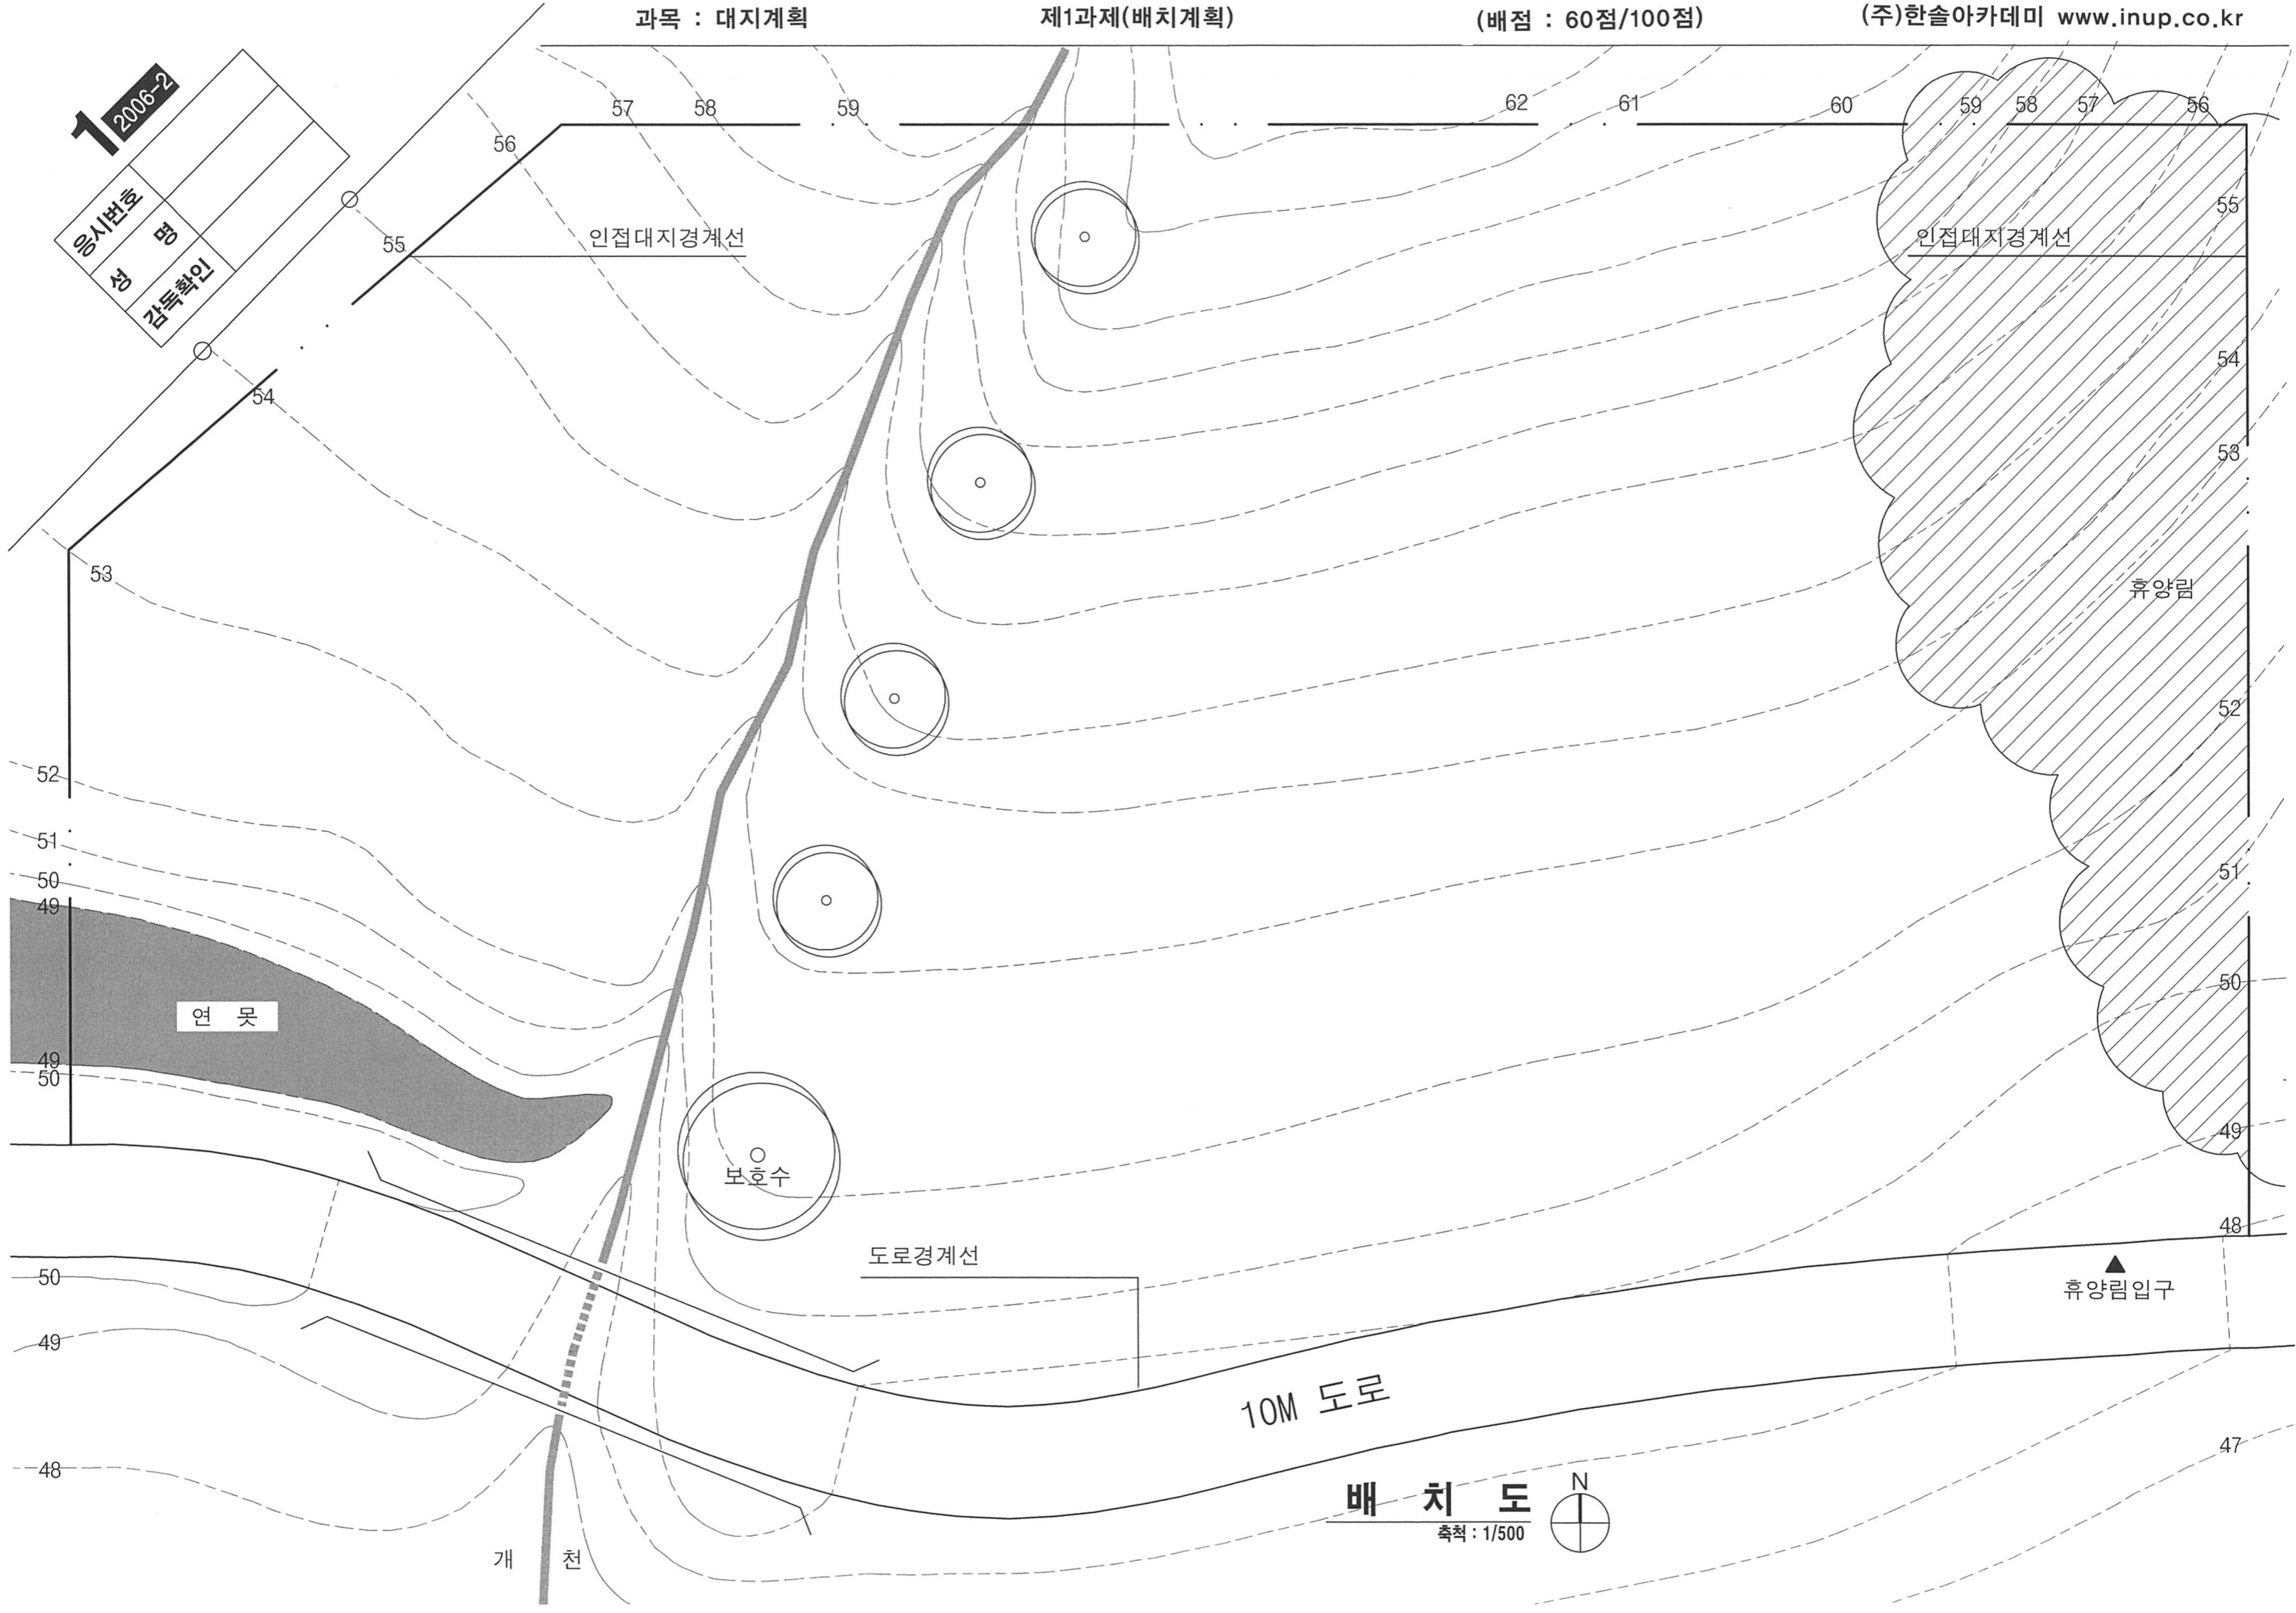 과목 : 대지계획 제1과제(배치계획) (배점 : 60점/100점) (주)한솔아카데미 www.inup.co.kr
1 2006-2
응시번호
성 명
감독확인
57 58 59 62 61 60 59 58 57 56
56
55
인접대지경계선
55
인접대지경계선
54
54
53
53
휴양림
52
52
51
51
50
49
연 못
50
49
50
49
보호수
48
도로경계선
50
휴양림입구
49
10M 도로
47
48
배 치 도
축척 : 1/500
N
개 천